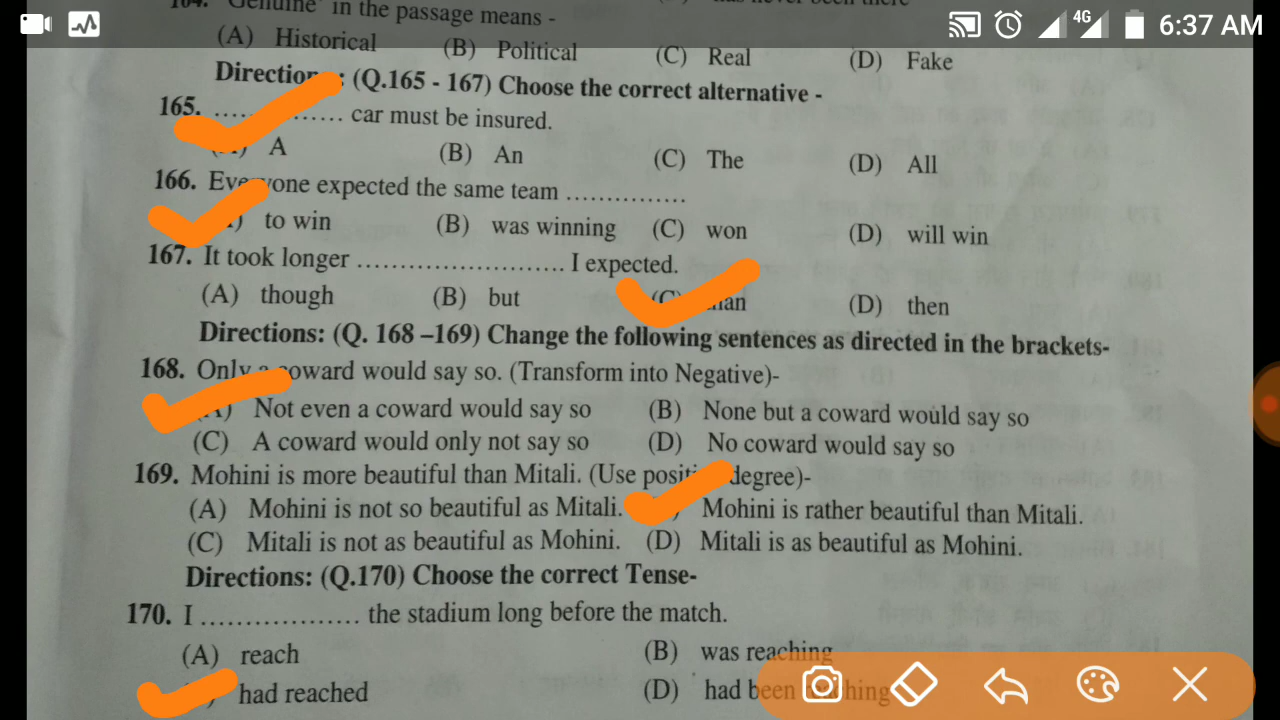 4G 6:37 AM
in the passage means -
(A) Historical (B) Political (C) Real (D) Fake
(Q.165 - 167) Choose the correct alternative -
165. .................. car must be insured.
A (B) An (C) The (D) All
166. expected the same team ...............
to win (B) was winning (C) won (D) will win
167. It took longer .......................... I expected.
(A) though (B) but (D) then
Directions: (Q. 168 –169) Change the following sentences as directed in the brackets-
168. Only a coward would say so. (Transform into Negative)-
Not even a coward would say so (B) None but a coward would say so
(C) A coward would only not say so (D) No coward would say so
169. Mohini is more beautiful than Mitali. (Use degree)-
(A) Mohini is not so beautiful as Mitali. Mohini is rather beautiful than Mitali.
(C) Mitali is not as beautiful as Mohini. (D) Mitali is as beautiful as Mohini.
Directions: (Q.170) Choose the correct Tense-
170. I .................. the stadium long before the match.
(A) reach (B) was reaching
had reached (D) had been